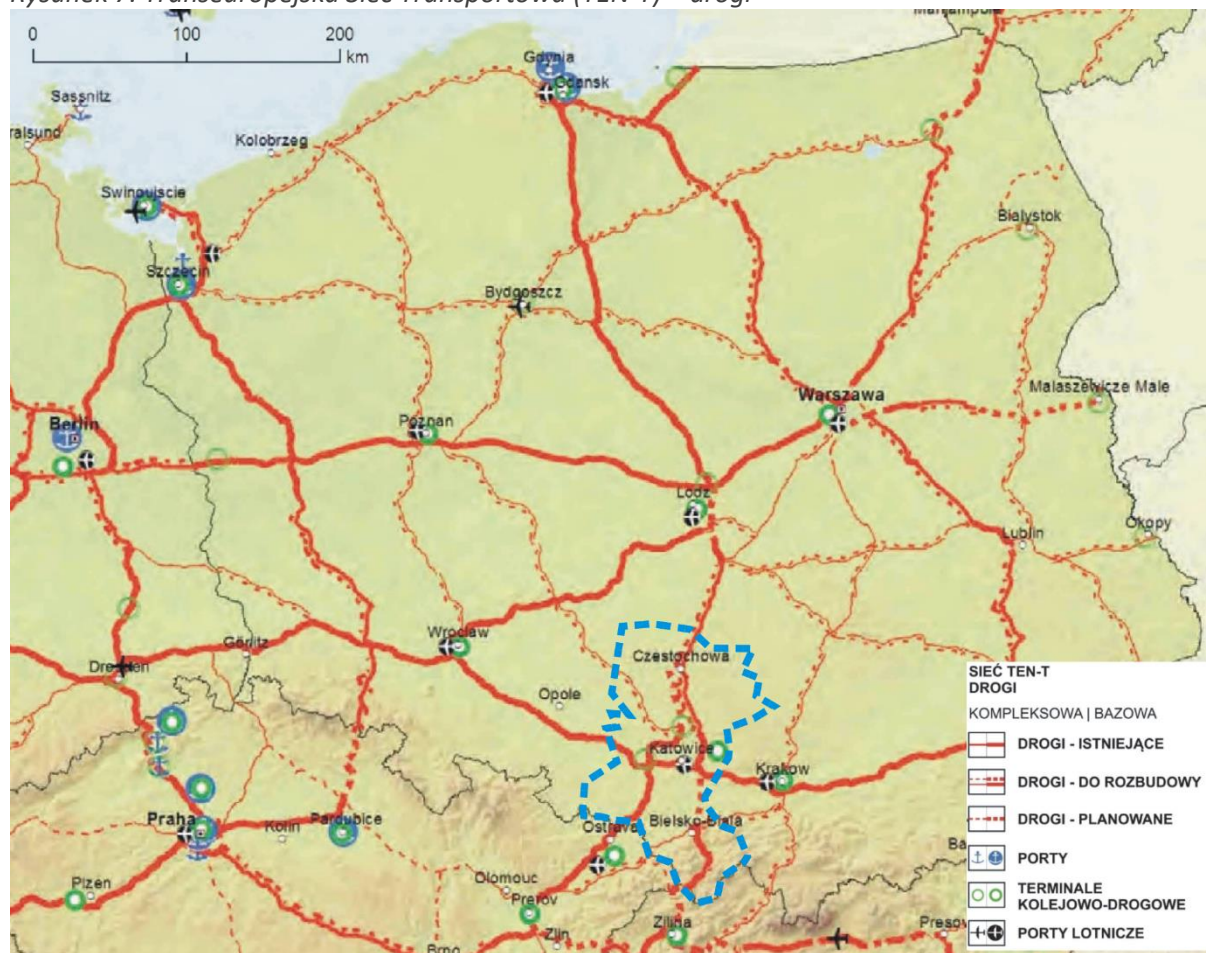 Rysunek 7. Transeuropejska Sieć Transportowa (TEN-T) – drogi
0 100 200
km
Gdynia
Gdansk
Sassnitz
ralsund
Kolobrzeg
Swinoujscie
Szczecin
Bialystok
Bydgoszcz
Malaszewicze Male
Warszawa
Berlin
Poznan
Lodz
Lublin
Okopy
Wroclaw
Görlitz
Dresden
Czestochowa
Opole
Katowice
Krakow
Praha
Kolin
Pardubice
Ostrava
Bielsko-Biala
Ba
Plzen
Olomouc
Prerov
Zlin
Zilina
Presov
Brno
SIEĆ TEN-T
DROGI
KOMPLEKSOWA | BAZOWA
DROGI - ISTNIEJĄCE
DROGI - DO ROZBUDOWY
DROGI - PLANOWANE
PORTY
TERMINALE
KOLEJOWO-DROGOWE
PORTY LOTNICZE